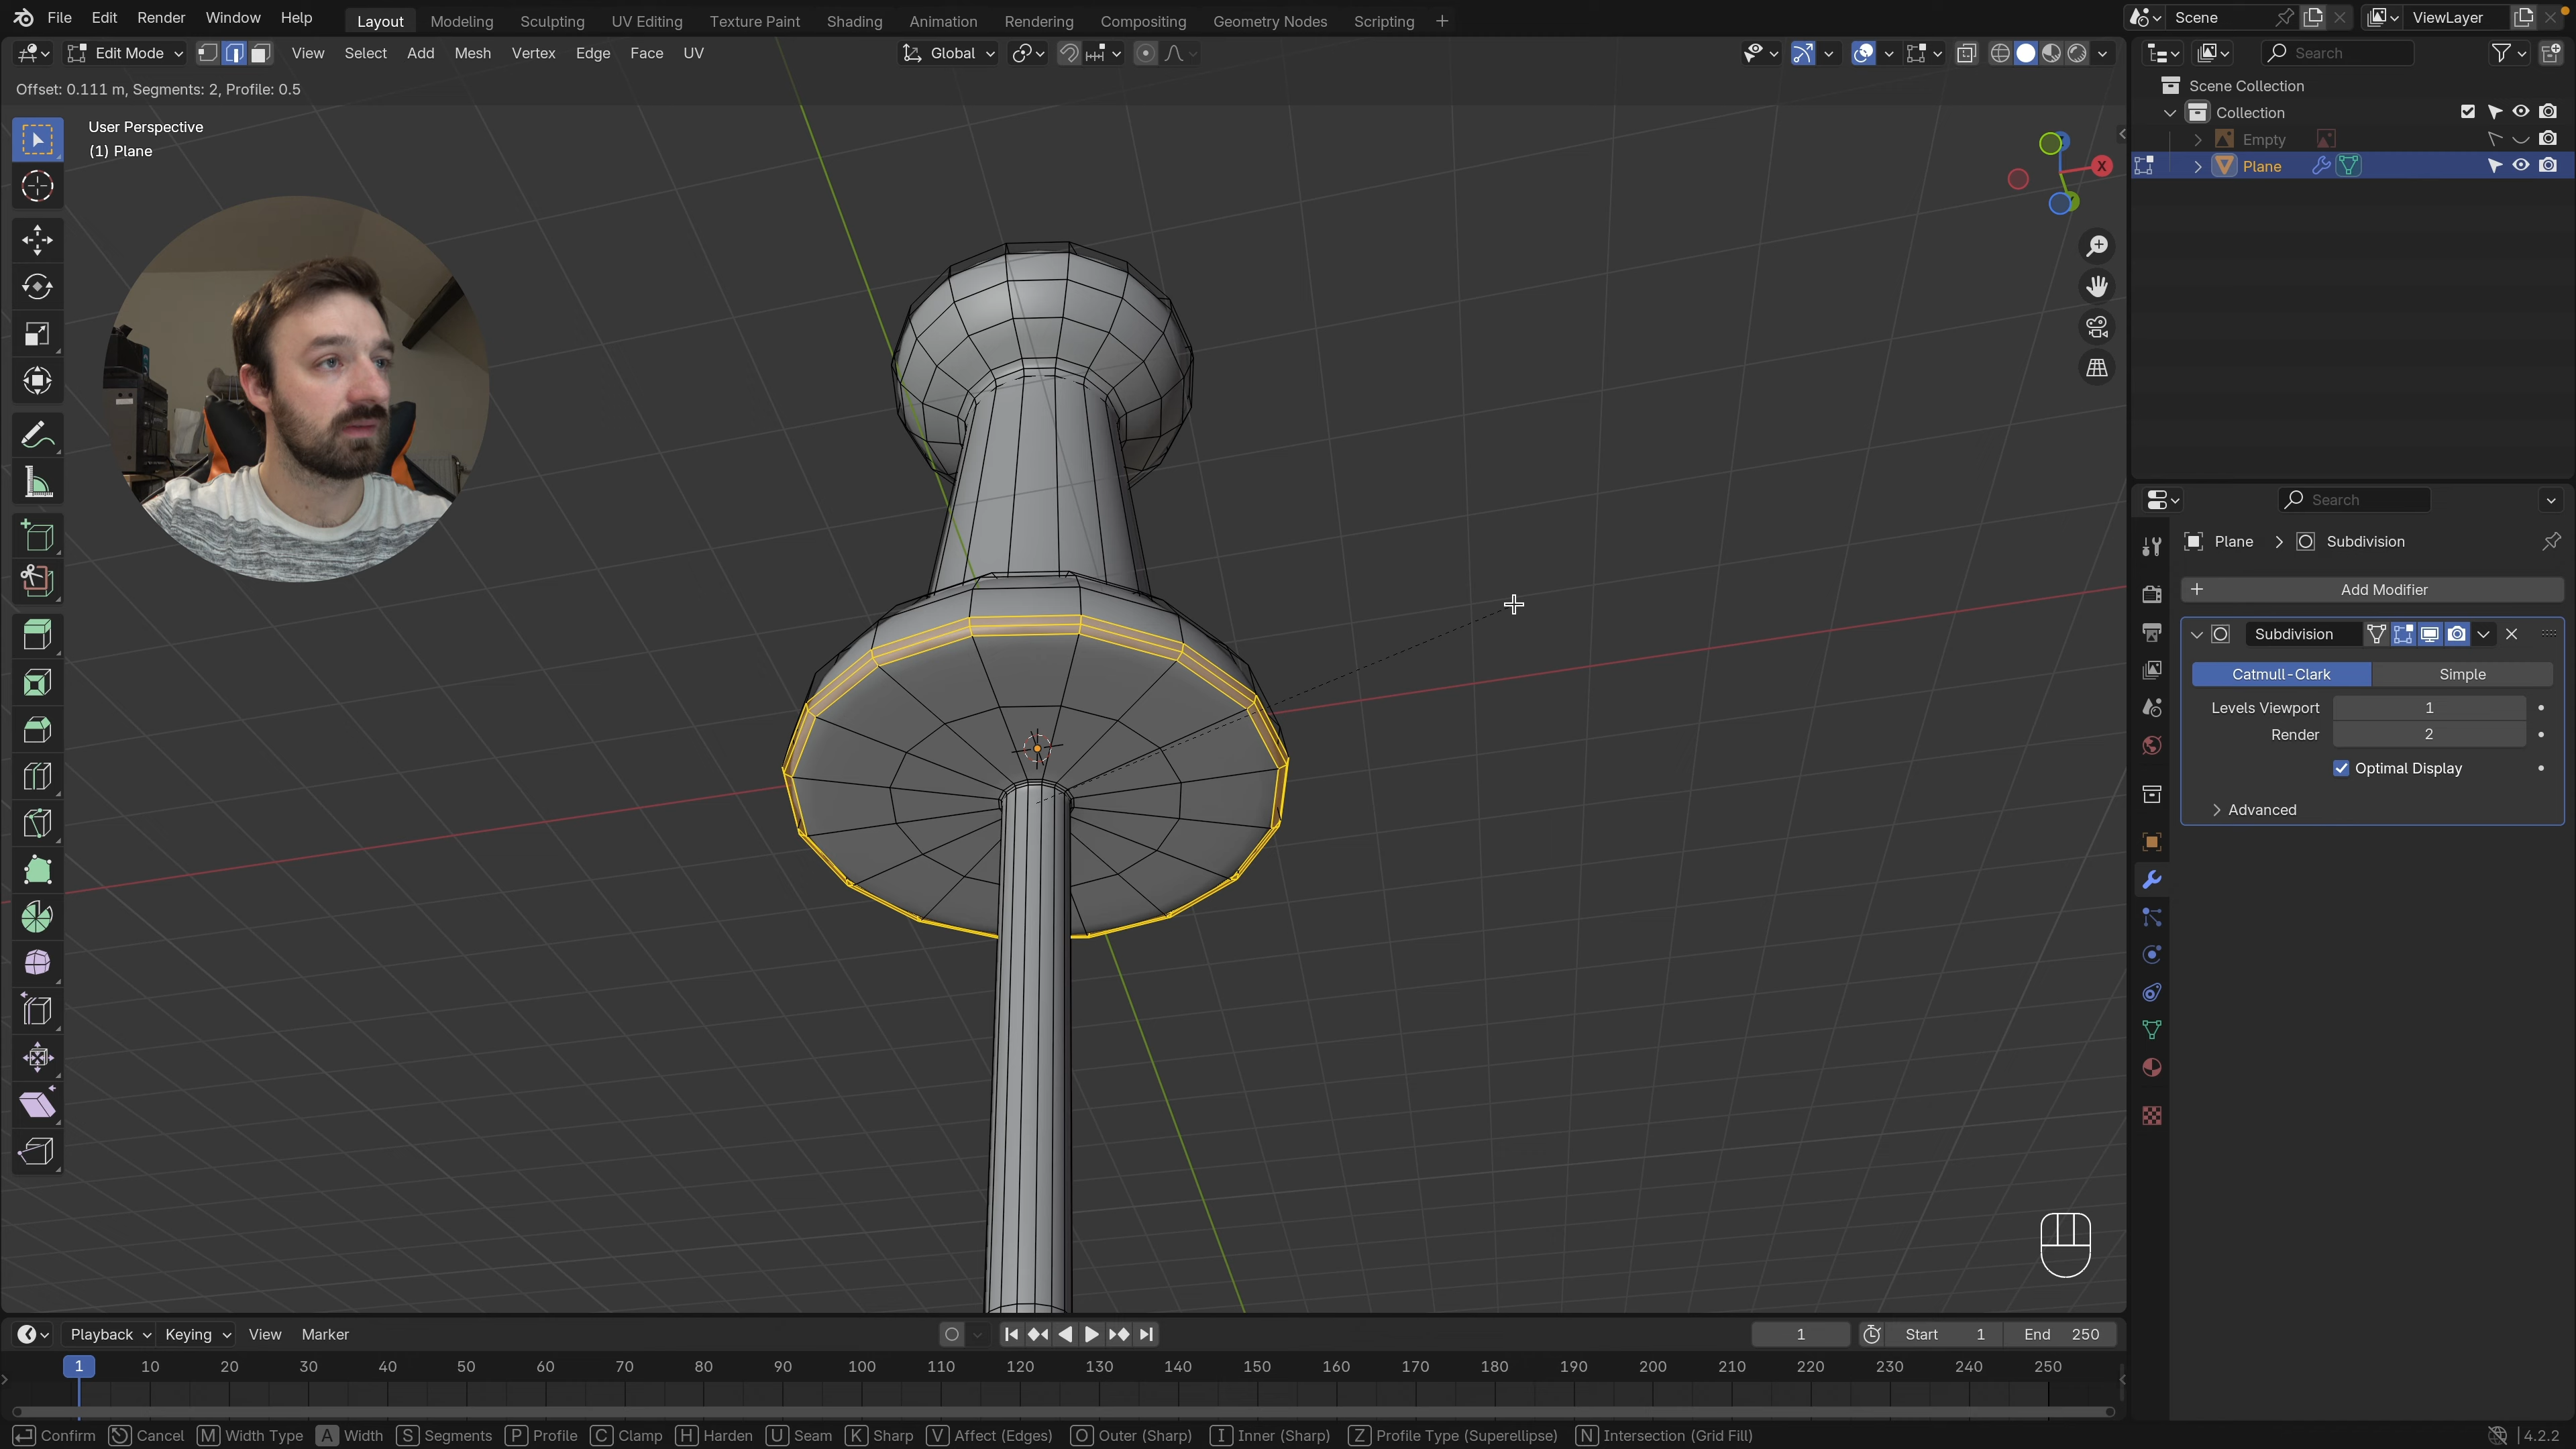 File Edit Render Window Help Layout Modeling Sculpting UV Editing Texture Paint Shading Animation Rendering Compositing Geometry Nodes Scripting + Scene ViewLayer
Edit Mode View Select Add Mesh Vertex Edge Face UV Global Search
Offset: 0.111 m, Segments: 2, Profile: 0.5
User Perspective
(1) Plane
X
Scene Collection
Collection
Empty
Plane
Search
Plane > Subdivision
+ Add Modifier
Subdivision
Catmull-Clark Simple
Levels Viewport 1
Render 2
Optimal Display
Advanced
Playback Keying View Marker 1 Start 1 End 250
1 10 20 30 40 50 60 70 80 90 100 110 120 130 140 150 160 170 180 190 200 210 220 230 240 250
Confirm Cancel M Width Type A Width S Segments P Profile C Clamp H Harden U Seam K Sharp V Affect (Edges) O Outer (Sharp) I Inner (Sharp) Z Profile Type (Superellipse) N Intersection (Grid Fill) 4.2.2